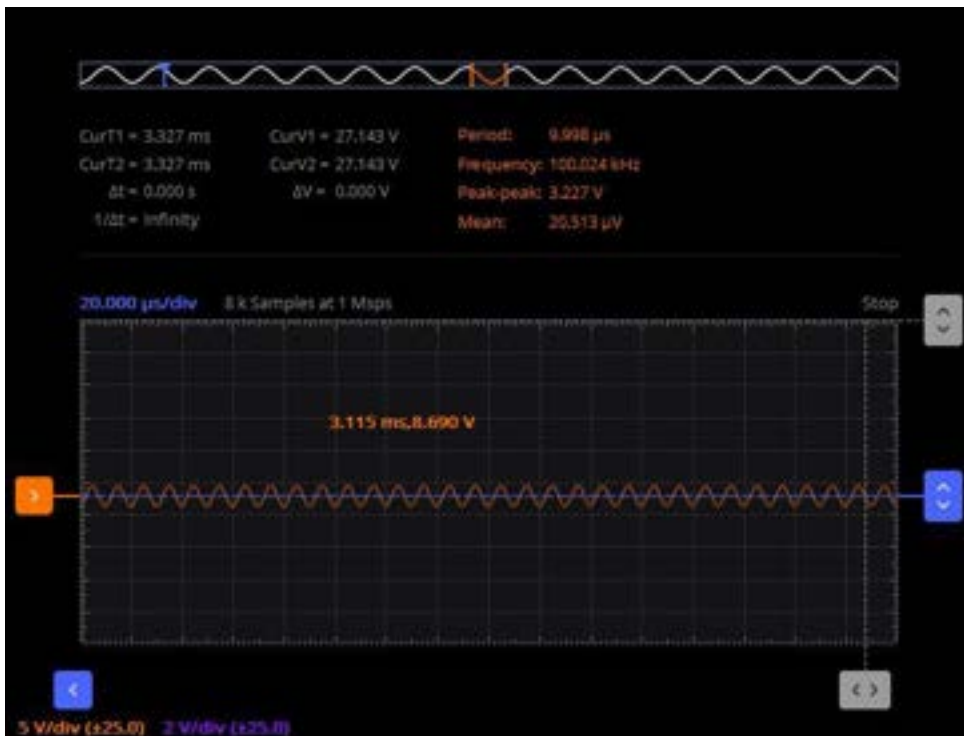 CurT1 = 3.327 ms CurV1 = 27.143 V Period: 9.998 μs
CurT2 = 3.327 ms CurV2 = 27.143 V Frequency: 100.024 kHz
Δt = 0.000 s ΔV = 0.000 V Peak-peak: 3.227 V
1/Δt = Infinity Mean: 20.513 μV
20.000 μs/div 8 k Samples at 1 Msps Stop
3.115 ms,8.690 V
5 V/div (±25.0) 2 V/div (±25.0)